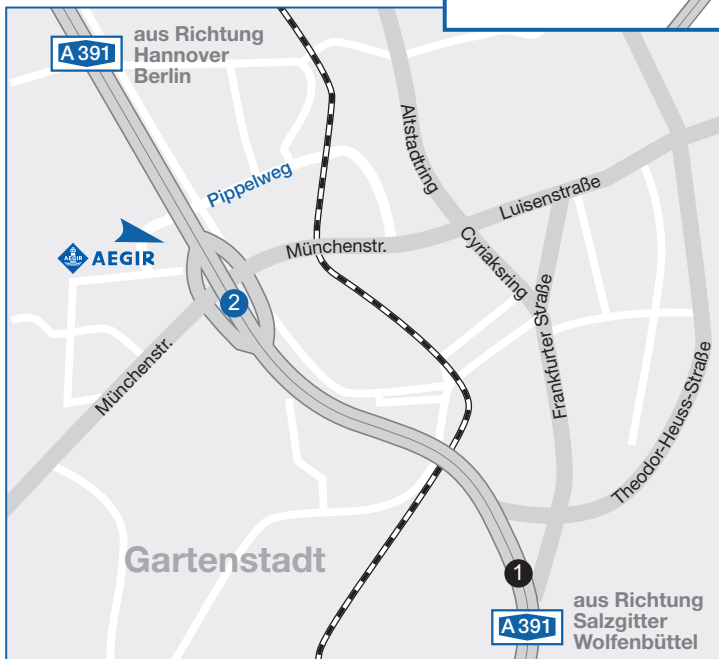 A 391
aus Richtung
Hannover
Berlin
Altstadtring
Pippelweg
Luisenstraße
Münchenstr.
Cyriaksring
AEGIR
AEGIR
2
Münchenstr.
Frankfurter Straße
Theodor-Heuss-Straße
Gartenstadt
1
A 391
aus Richtung
Salzgitter
Wolfenbüttel